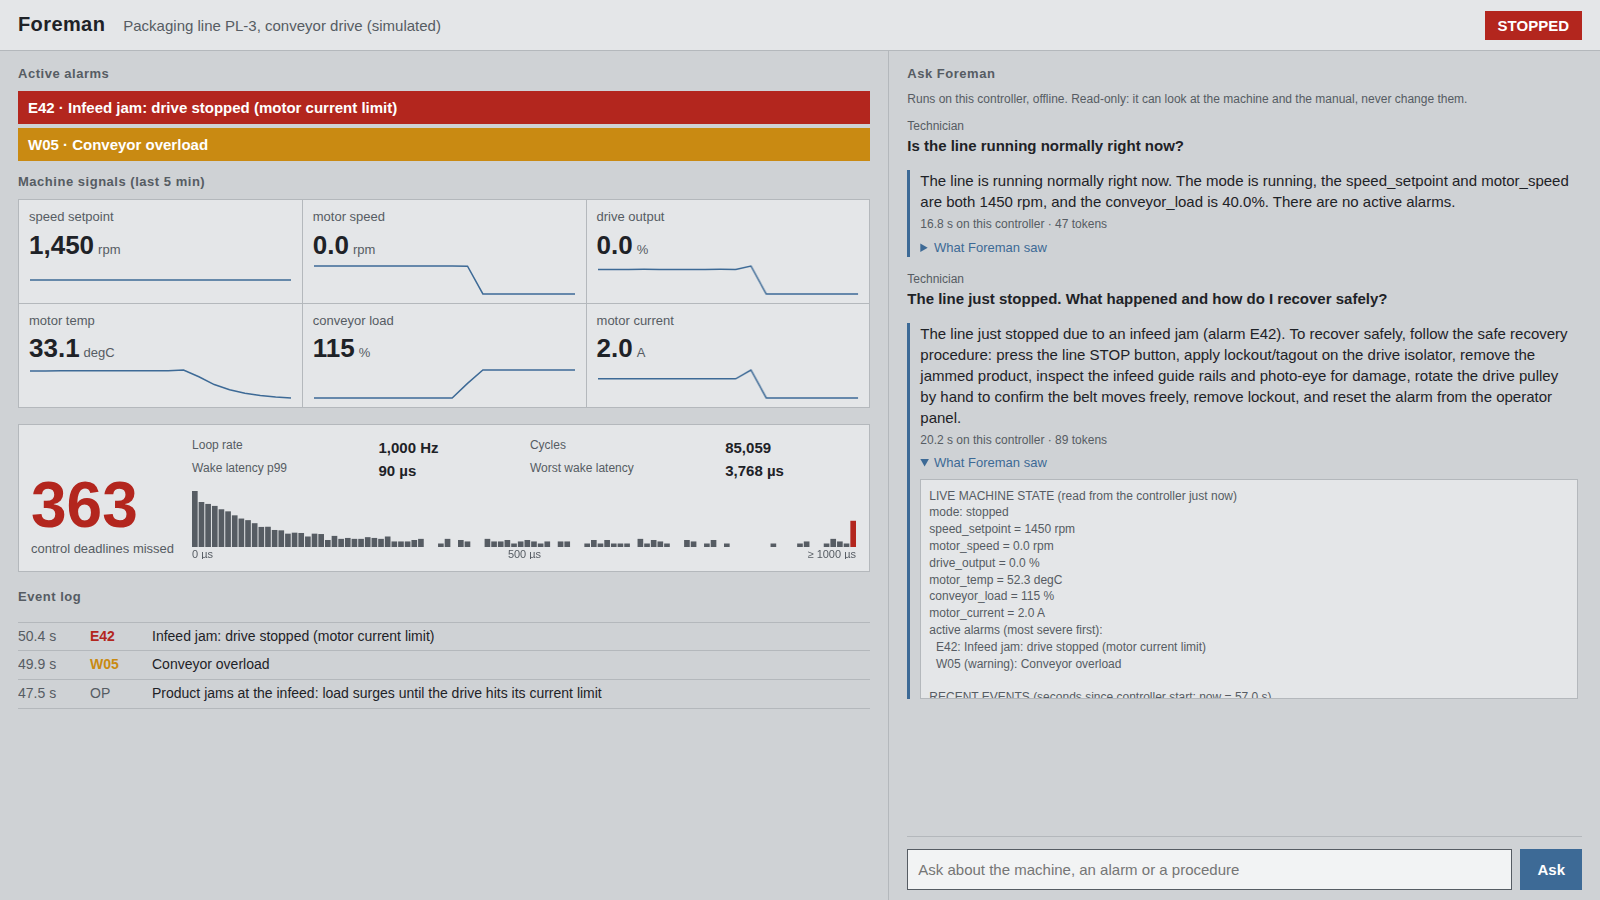 Foreman
Packaging line PL-3, conveyor drive (simulated)
STOPPED
Active alarms
E42 · Infeed jam: drive stopped (motor current limit)
W05 · Conveyor overload
Machine signals (last 5 min)
speed setpoint
1,450 rpm
motor speed
0.0 rpm
drive output
0.0 %
motor temp
33.1 degC
conveyor load
115 %
motor current
2.0 A
363
control deadlines missed
Loop rate
1,000 Hz
Cycles
85,059
Wake latency p99
90 µs
Worst wake latency
3,768 µs
0 µs
500 µs
≥ 1000 µs
Event log
50.4 s E42 Infeed jam: drive stopped (motor current limit)
49.9 s W05 Conveyor overload
47.5 s OP Product jams at the infeed: load surges until the drive hits its current limit
Ask Foreman
Runs on this controller, offline. Read-only: it can look at the machine and the manual, never change them.
Technician
Is the line running normally right now?
The line is running normally right now. The mode is running, the speed_setpoint and motor_speed
are both 1450 rpm, and the conveyor_load is 40.0%. There are no active alarms.
16.8 s on this controller · 47 tokens
What Foreman saw
Technician
The line just stopped. What happened and how do I recover safely?
The line just stopped due to an infeed jam (alarm E42). To recover safely, follow the safe recovery
procedure: press the line STOP button, apply lockout/tagout on the drive isolator, remove the
jammed product, inspect the infeed guide rails and photo-eye for damage, rotate the drive pulley
by hand to confirm the belt moves freely, remove lockout, and reset the alarm from the operator
panel.
20.2 s on this controller · 89 tokens
What Foreman saw
LIVE MACHINE STATE (read from the controller just now)
mode: stopped
speed_setpoint = 1450 rpm
motor_speed = 0.0 rpm
drive_output = 0.0 %
motor_temp = 52.3 degC
conveyor_load = 115 %
motor_current = 2.0 A
active alarms (most severe first):
E42: Infeed jam: drive stopped (motor current limit)
W05 (warning): Conveyor overload
RECENT EVENTS (seconds since controller start; now = 57.0 s)
Ask about the machine, an alarm or a procedure
Ask